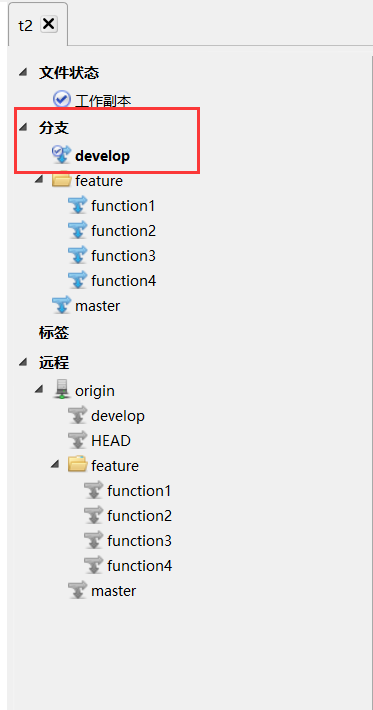 t2
文件状态
工作副本
分支
develop
feature
function1
function2
function3
function4
master
标签
远程
origin
develop
HEAD
feature
function1
function2
function3
function4
master